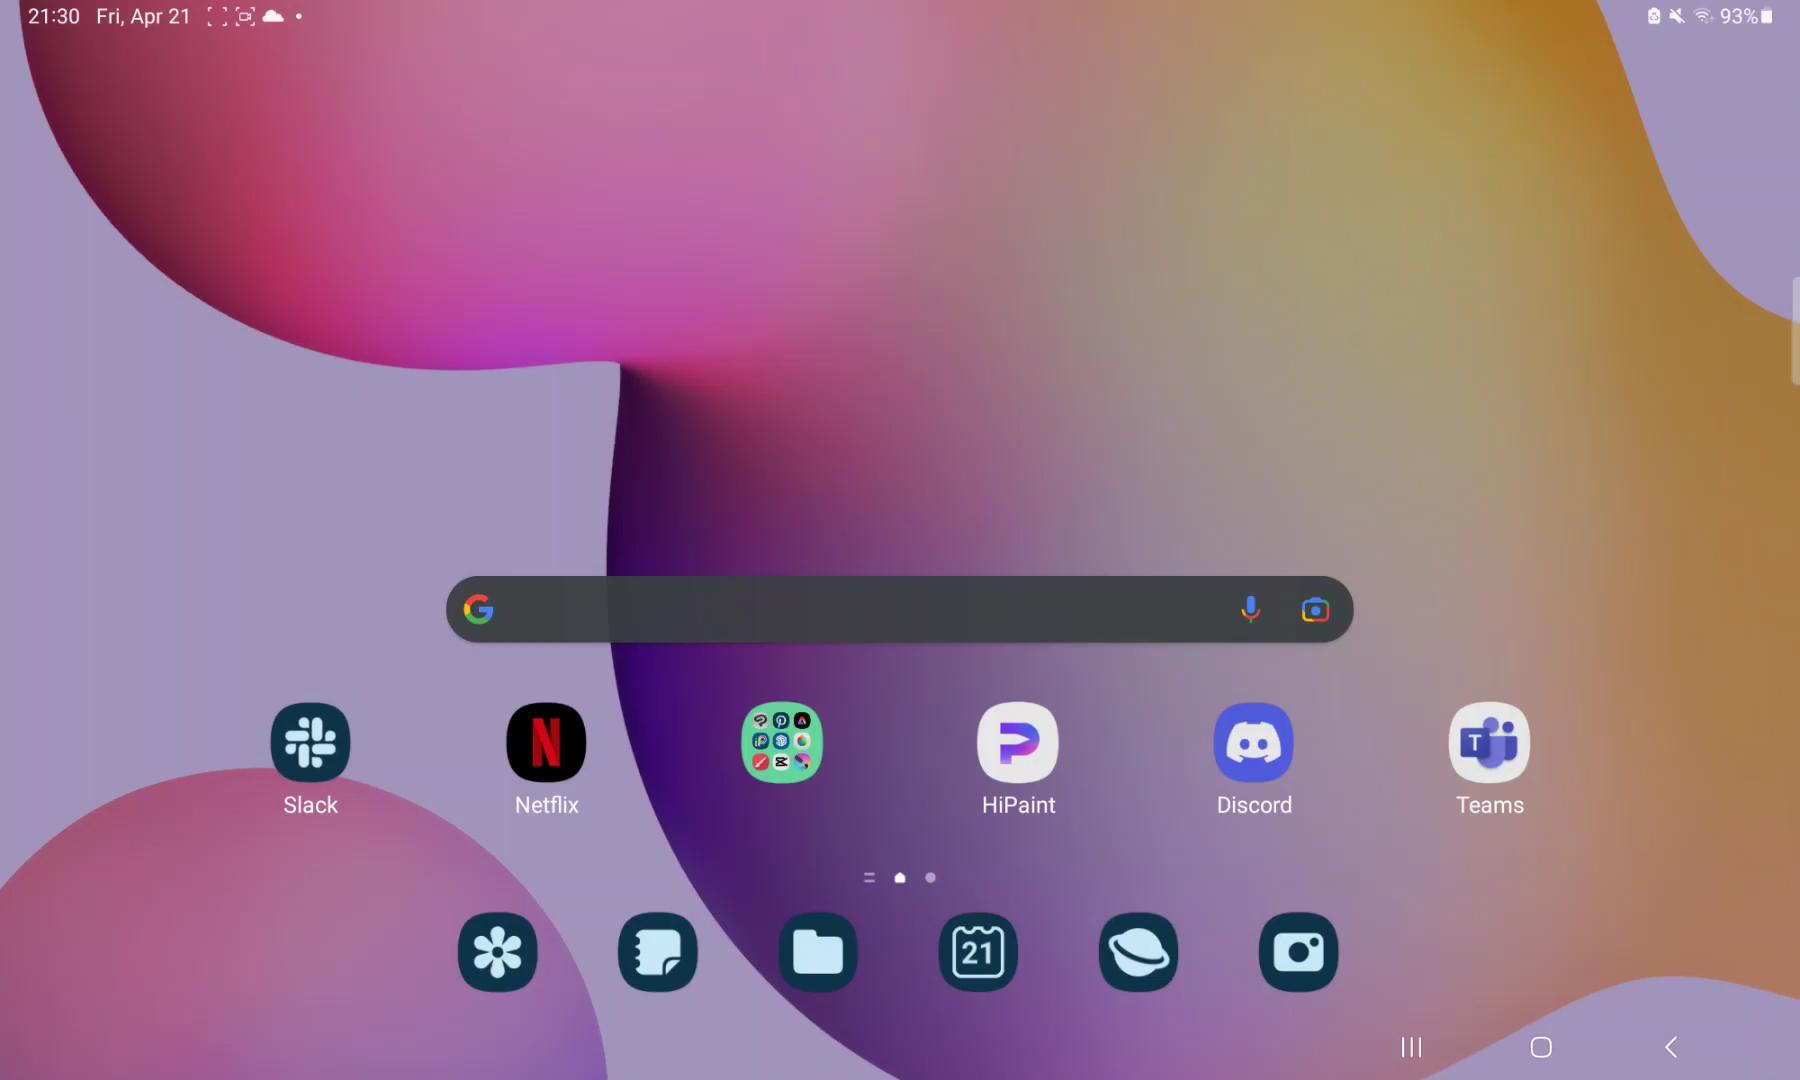 21:30 Fri, Apr 21
93%
Slack
Netflix
HiPaint
Discord
Teams
21